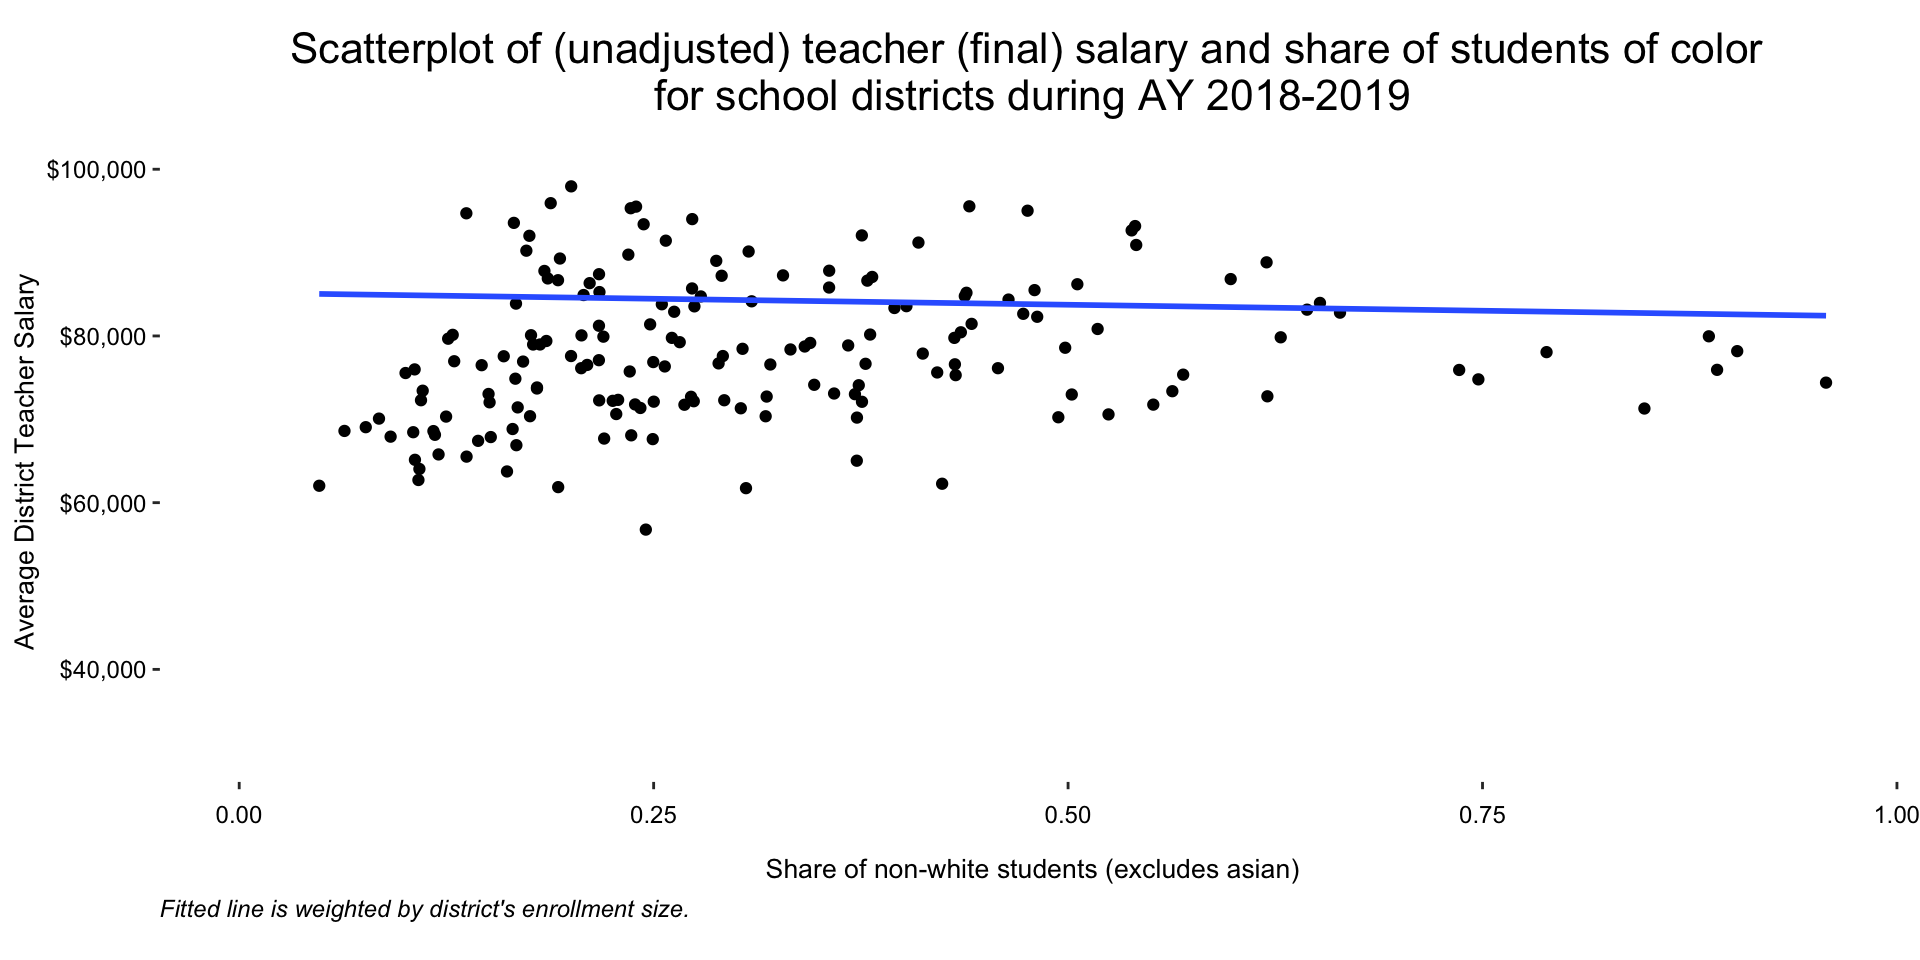 Scatterplot of (unadjusted) teacher (final) salary and share of students of color
for school districts during AY 2018-2019
Average District Teacher Salary
$100,000
$80,000
$60,000
$40,000
0.00
0.25
0.50
0.75
1.00
Share of non-white students (excludes asian)
Fitted line is weighted by district's enrollment size.